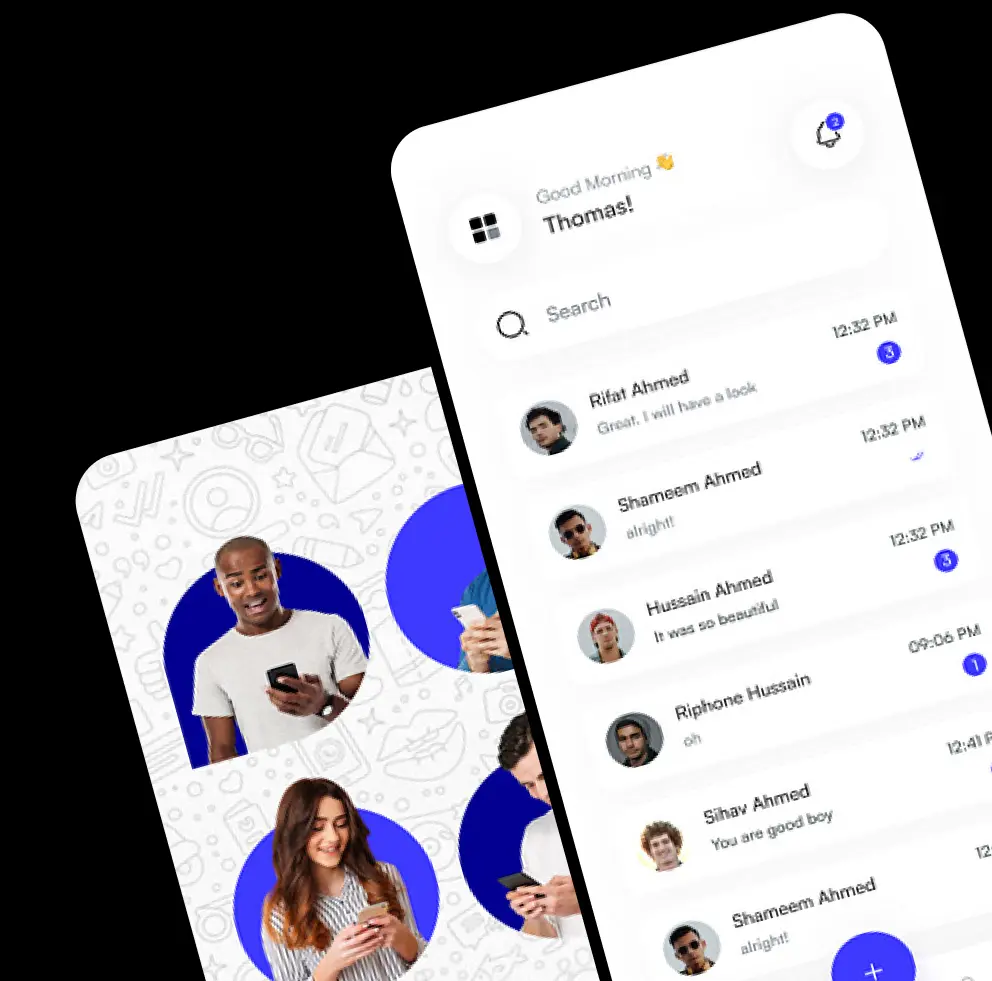 2
Good Morning 👋
Thomas!
Search
Rifat Ahmed
12:32 PM
Great. I will have a look
3
Shameem Ahmed
12:32 PM
alright!
Hussain Ahmed
12:32 PM
It was so beautiful
3
Riphone Hussain
09:06 PM
oh
1
Sihav Ahmed
12:41 P
You are good boy
Shameem Ahmed
12
alright!
+